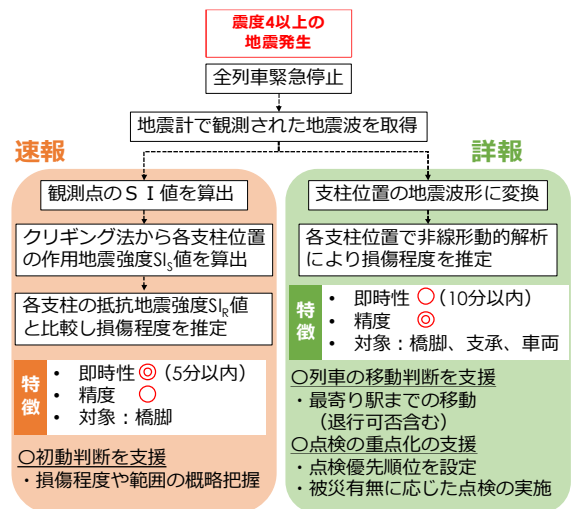 震度4以上の
地震発生
全列車緊急停止
地震計で観測された地震波を取得
速報
観測点のSI値を算出
クリギング法から各支柱位置
の作用地震強度SIS値を算出
各支柱の抵抗地震強度SIR値
と比較し損傷程度を推定
特徴
・ 即時性◎(5分以内)
・ 精度 ○
・ 対象:橋脚
○初動判断を支援
・損傷程度や範囲の概略把握
詳報
支柱位置の地震波形に変換
各支柱位置で非線形動的解析
により損傷程度を推定
特徴
・ 即時性○(10分以内)
・ 精度 ◎
・ 対象:橋脚、支承、車両
○列車の移動判断を支援
・最寄り駅までの移動
(退行可否含む)
○点検の重点化の支援
・点検優先順位を設定
・被災有無に応じた点検の実施